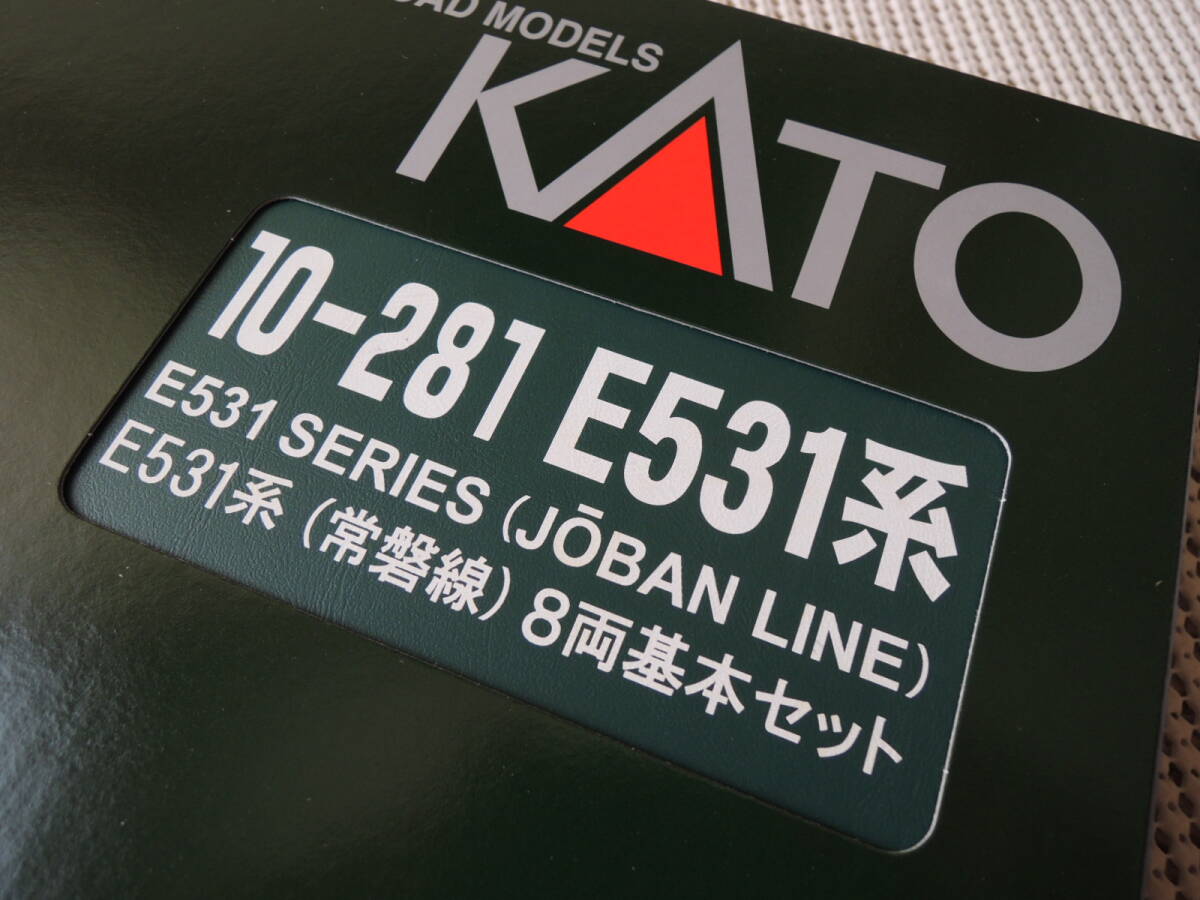 MODELS
KATO
10-281 E531系
E531 SERIES (JŌBAN LINE)
E531系 (常磐線) 8両基本セット